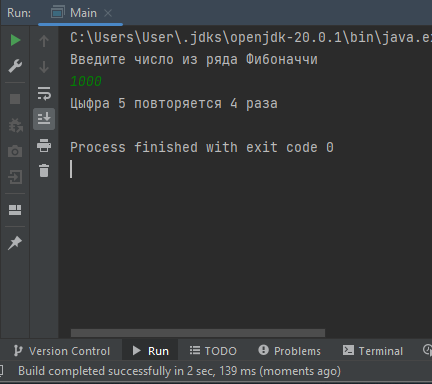 Run: Main
C:\Users\User\.jdks\openjdk-20.0.1\bin\java.e
Введите число из ряда Фибоначчи
1000
Цыфра 5 повторяется 4 раза
Process finished with exit code 0
Version Control Run TODO Problems Terminal
Build completed successfully in 2 sec, 139 ms (moments ago)